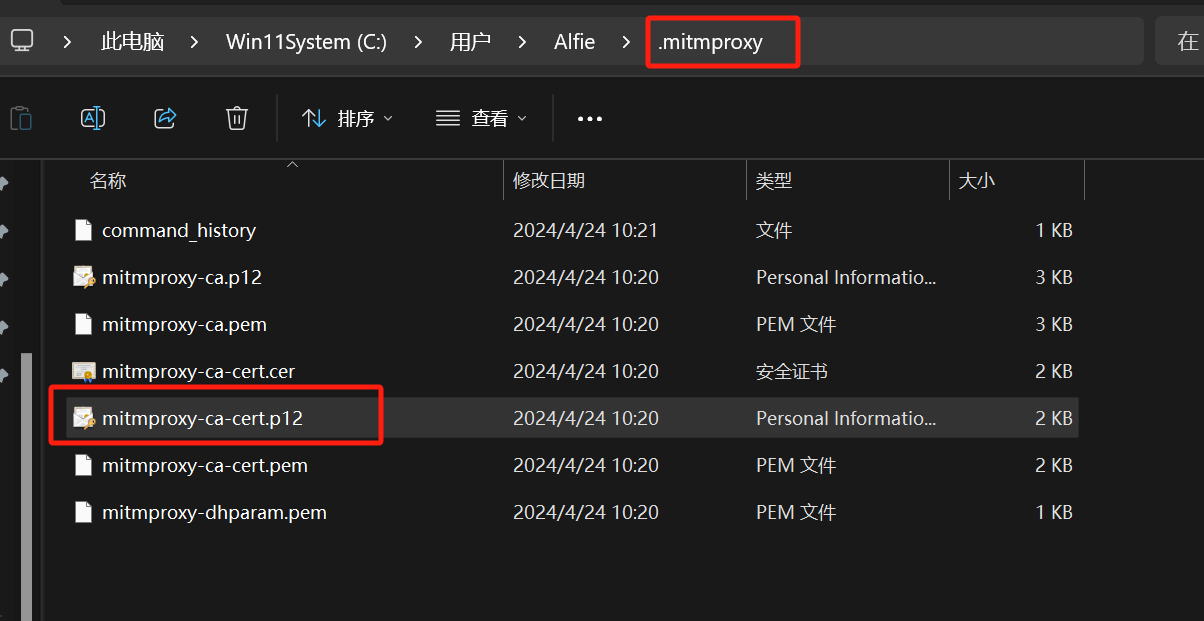 此电脑 > Win11System (C:) > 用户 > Alfie > .mitmproxy 在
排序 查看
名称 修改日期 类型 大小
command_history 2024/4/24 10:21 文件 1 KB
mitmproxy-ca.p12 2024/4/24 10:20 Personal Informatio... 3 KB
mitmproxy-ca.pem 2024/4/24 10:20 PEM 文件 3 KB
mitmproxy-ca-cert.cer 2024/4/24 10:20 安全证书 2 KB
mitmproxy-ca-cert.p12 2024/4/24 10:20 Personal Informatio... 2 KB
mitmproxy-ca-cert.pem 2024/4/24 10:20 PEM 文件 2 KB
mitmproxy-dhparam.pem 2024/4/24 10:20 PEM 文件 1 KB